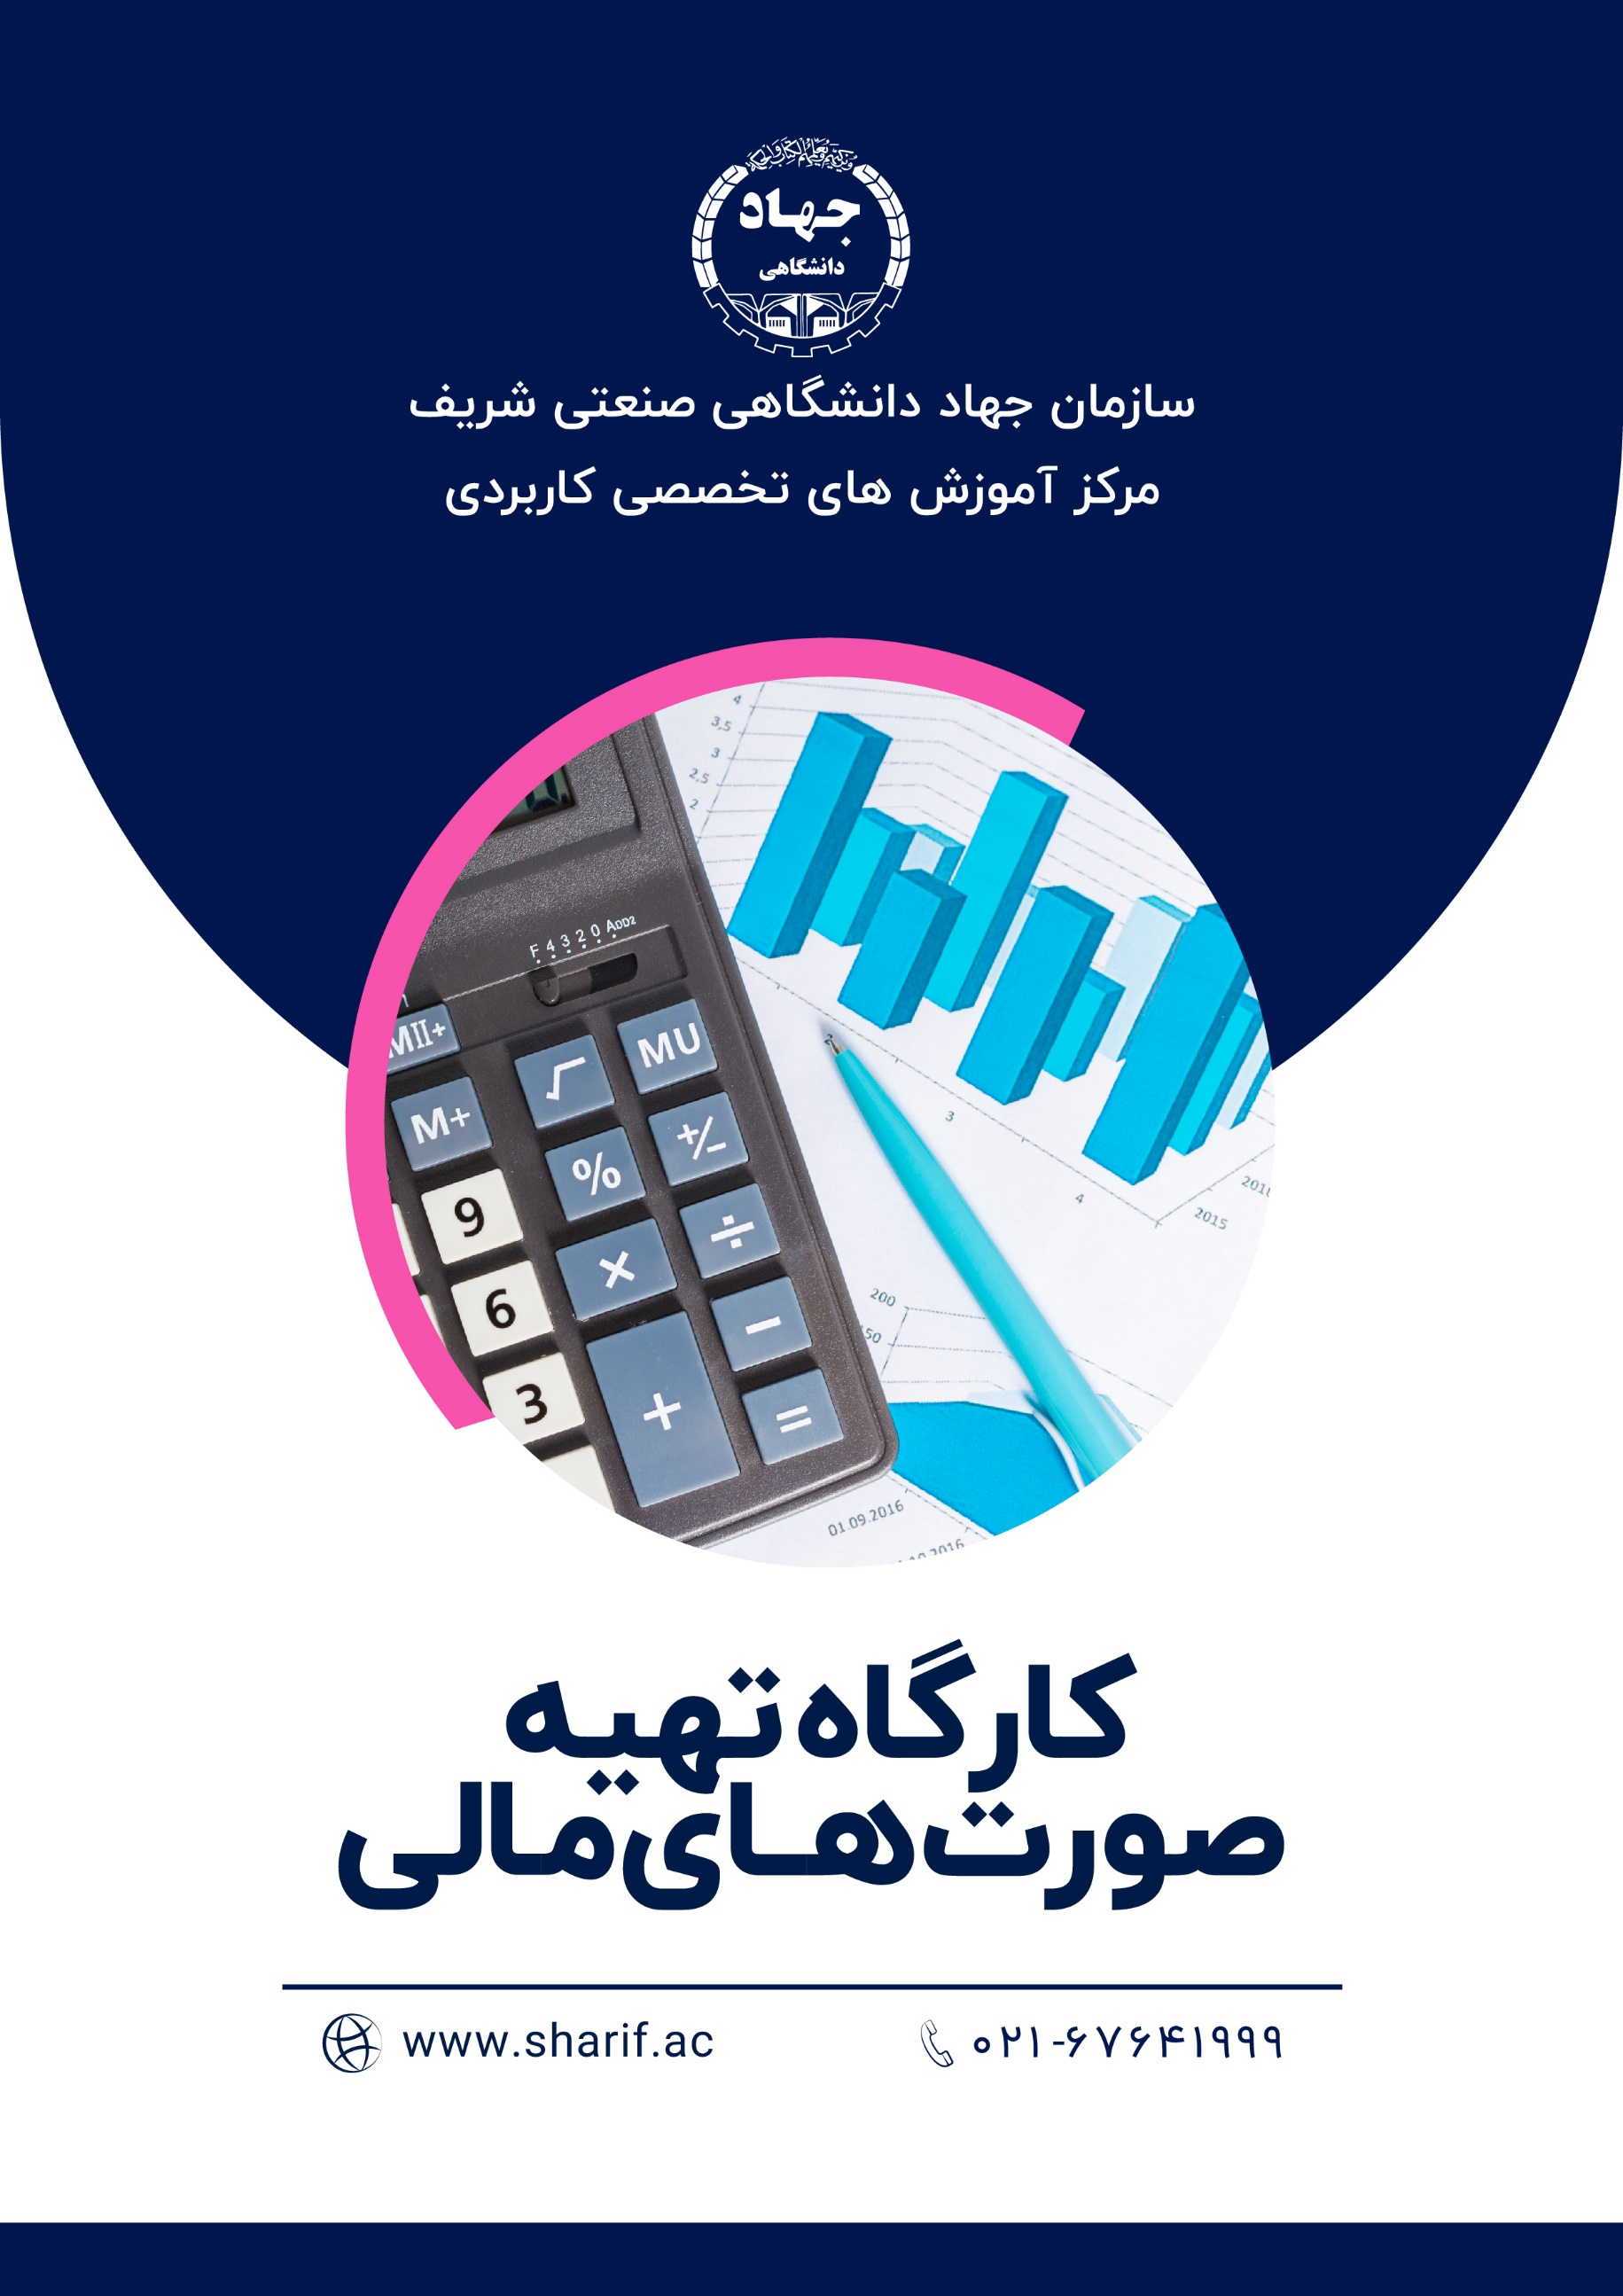 جهاد
دانشگاهی
سازمان جهاد دانشگاهی صنعتی شریف
مرکز آموزش های تخصصی کاربردی
4
3,5
3
2,5
2
F 4 3 2 0 ADD2
MII+
MU
√
M+
+/−
%
9
÷
×
6
−
+
3
=
3
4
2015
200
01.09.2016
کارگاه تهیه
صورت‌های مالی
www.sharif.ac
۰۲۱-۶۷۶۴۱۹۹۹